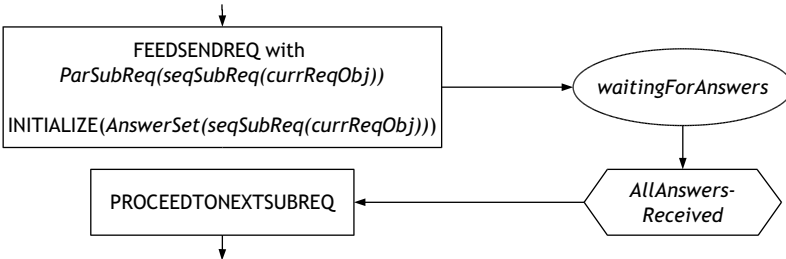 FEEDSENDREQ with
ParSubReq(seqSubReq(currReqObj))
INITIALIZE(AnswerSet(seqSubReq(currReqObj)))
waitingForAnswers
AllAnswers-
Received
PROCEEDTONEXTSUBREQ